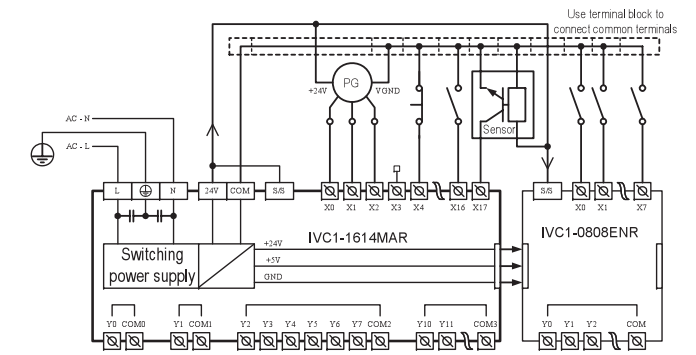 Use terminal block to
connect common terminals
+24V PG VGND
AC - N
AC - L
Sensor
L N 24V COM S/S S/S
X0 X1 X2 X3 X4 X16 X17 X0 X1 X7
IVC1-1614MAR IVC1-0808ENR
Switching
power supply
+24V
+5V
GND
Y0 COM0 Y1 COM1 Y2 Y3 Y4 Y5 Y6 Y7 COM2 Y10 Y11 COM3 Y0 Y1 Y2 COM